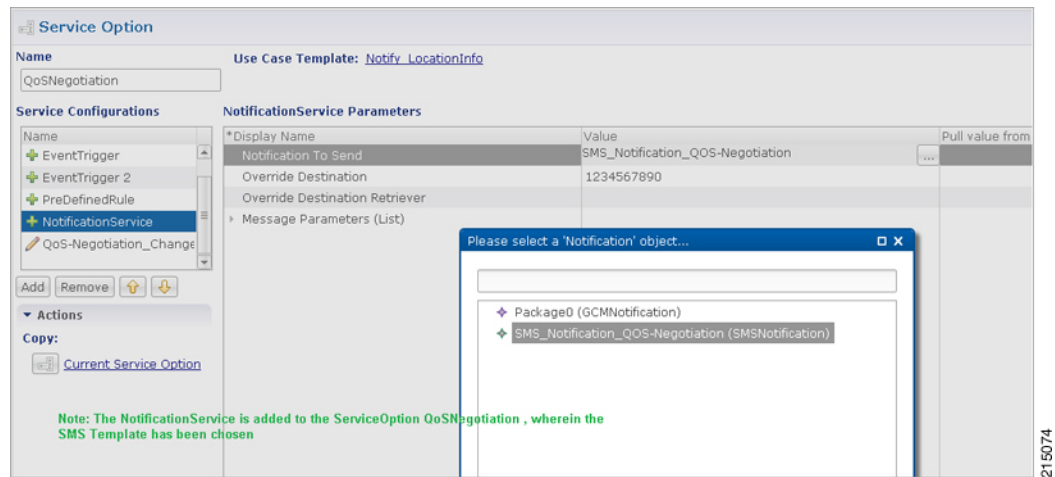 Service Option
Name
Use Case Template: Notify_LocationInfo
QoSNegotiation
Service Configurations
NotificationService Parameters
Name
*Display Name
Value
Pull value from
EventTrigger
Notification To Send
SMS_Notification_QOS-Negotiation
...
EventTrigger 2
Override Destination
1234567890
PreDefinedRule
Override Destination Retriever
NotificationService
Message Parameters (List)
QoS-Negotiation_Change
Please select a 'Notification' object...
Add
Remove
Package0 (GCMNotification)
Actions
SMS_Notification_QOS-Negotiation (SMSNotification)
Copy:
Current Service Option
Note: The NotificationService is added to the ServiceOption QoSNegotiation , wherein the
SMS Template has been chosen
215074